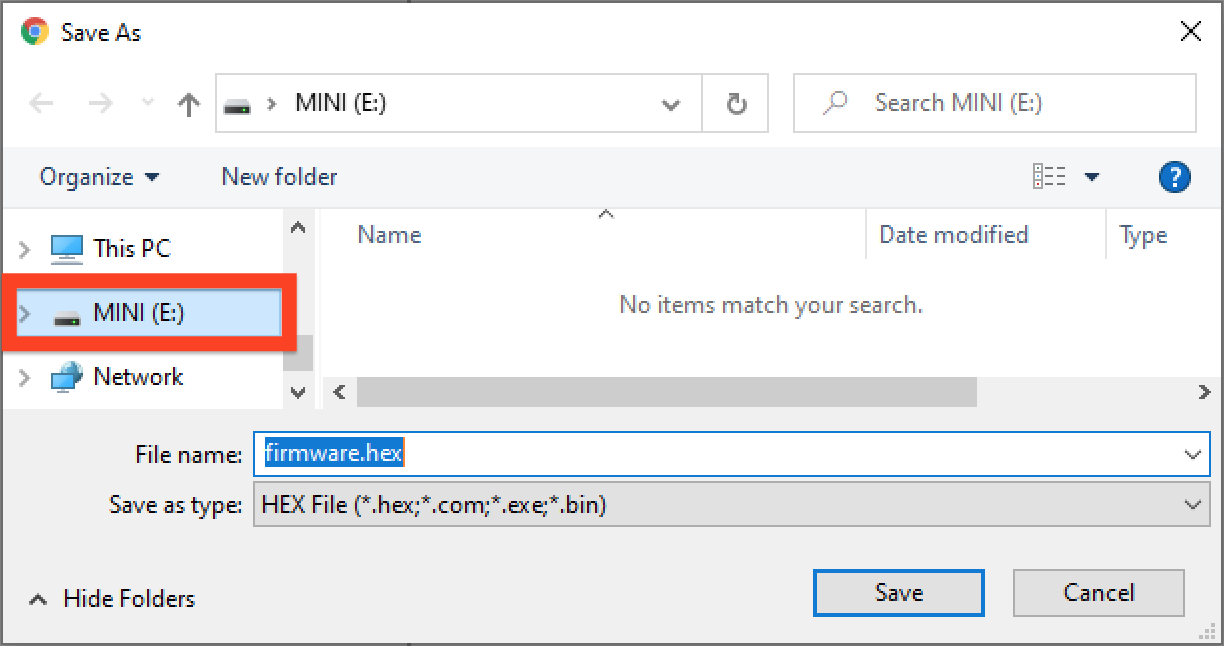 Save As
MINI (E:)
Search MINI (E:)
Organize
New folder
Name
Date modified
Type
This PC
No items match your search.
MINI (E:)
Network
File name:
firmware.hex
Save as type:
HEX File (*.hex;*.com;*.exe;*.bin)
Hide Folders
Save
Cancel